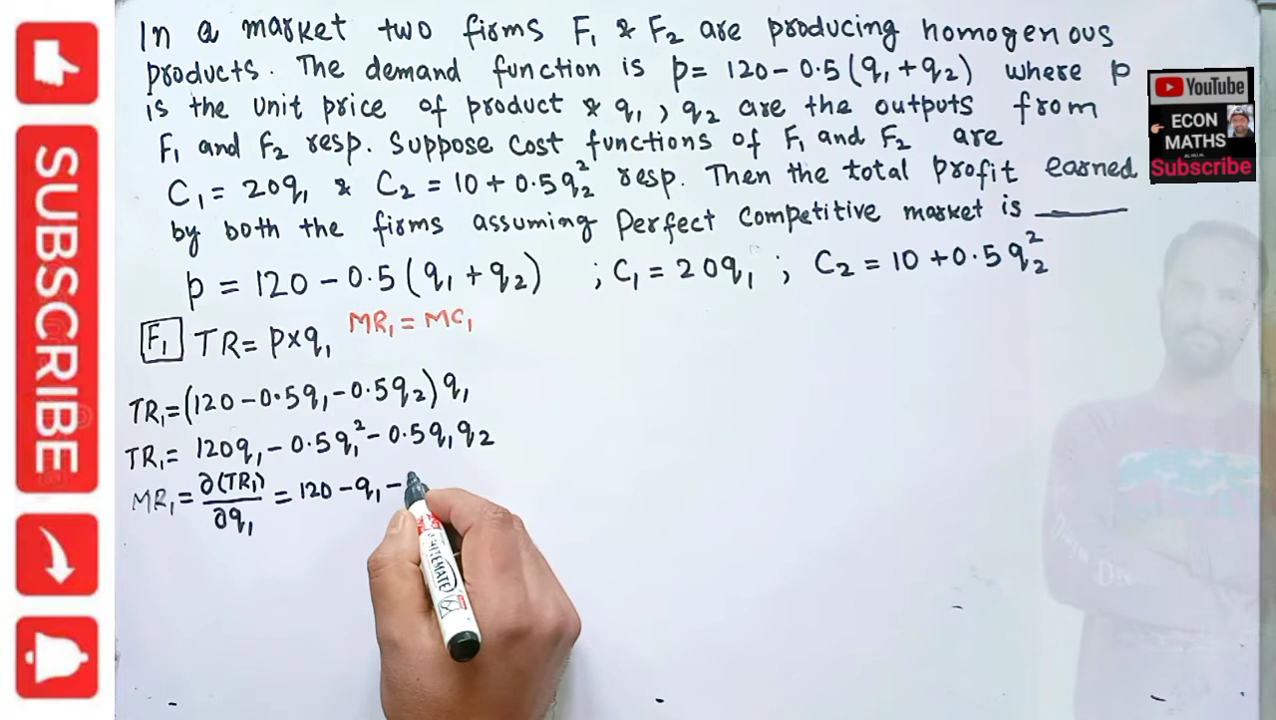 In a market two firms F₁ & F₂ are producing homogenous
products. The demand function is p = 120 - 0.5 (q₁ + q₂) where p
is the unit price of product & q₁, q₂ are the outputs from
F₁ and F₂ resp. Suppose cost functions of F₁ and F₂ are
C₁ = 20q₁ & C₂ = 10 + 0.5q₂² resp. Then the total profit earned
by both the firms assuming Perfect Competitive market is ____
p = 120 - 0.5 (q₁ + q₂) ; C₁ = 20q₁ ; C₂ = 10 + 0.5q₂²
F₁ TR = p×q₁ MR₁ = MC₁
TR₁ = (120 - 0.5q₁ - 0.5q₂) q₁
TR₁ = 120q₁ - 0.5q₁² - 0.5q₁q₂
MR₁ = ∂(TR₁)/∂q₁ = 120 - q₁ -
SUBSCRIBE
YouTube
ECON
MATHS
Subscribe
WHITEMATE